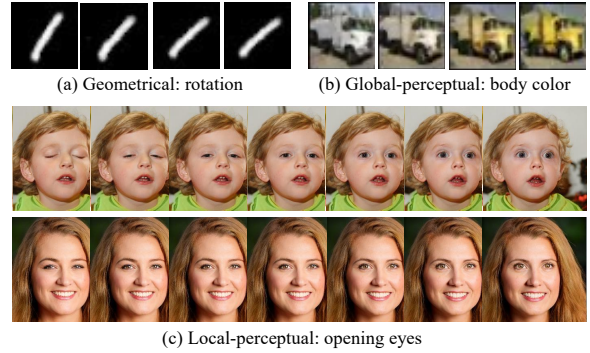 (a) Geometrical: rotation
(b) Global-perceptual: body color
(c) Local-perceptual: opening eyes